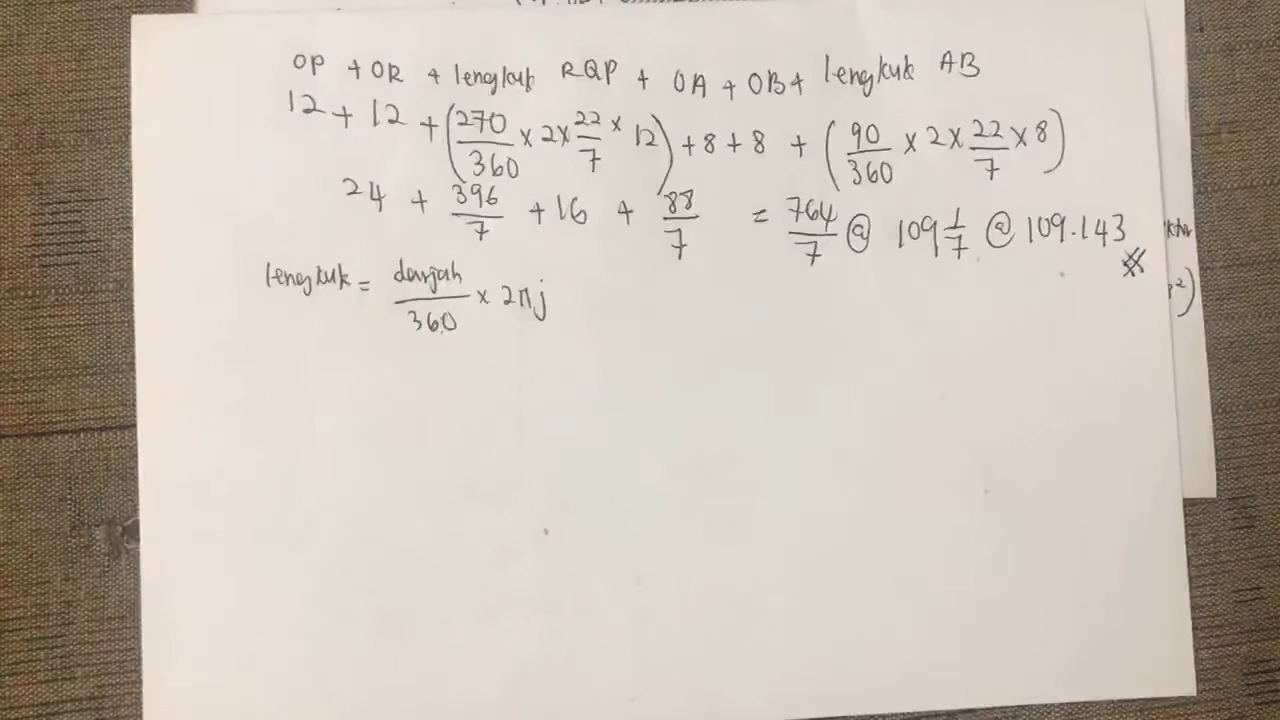 OP + OR + lengkuk RQP + OA + OB + lengkuk AB
12 + 12 + (270/360 × 2 × 22/7 × 12) + 8 + 8 + (90/360 × 2 × 22/7 × 8)
24 + 396/7 + 16 + 88/7 = 764/7 @ 109 1/7 @ 109.143
lengkuk = darjah/360 × 2πj
²)